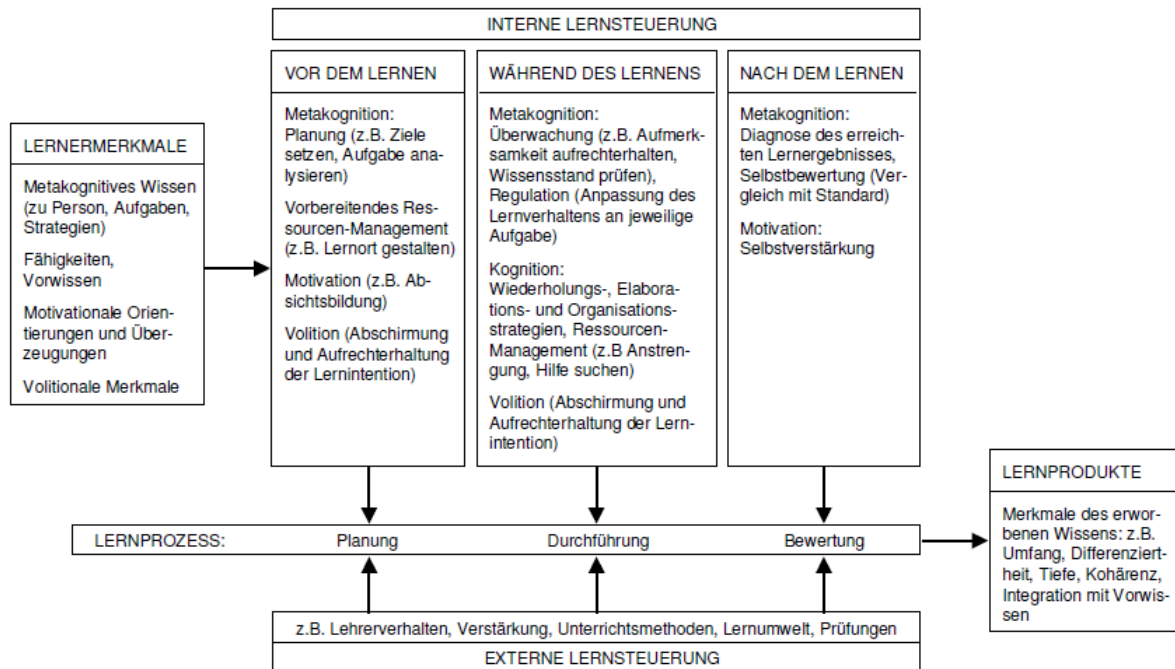 INTERNE LERNSTEUERUNG
LERNERMERKMALE
Metakognitives Wissen
(zu Person, Aufgaben,
Strategien)
Fähigkeiten,
Vorwissen
Motivationale Orien-
tierungen und Über-
zeugungen
Volitionale Merkmale
VOR DEM LERNEN
Metakognition:
Planung (z.B. Ziele
setzen, Aufgabe ana-
lysieren)
Vorbereitendes Res-
sourcen-Management
(z.B. Lernort gestalten)
Motivation (z.B. Ab-
sichtsbildung)
Volition (Abschirmung
und Aufrechterhaltung
der Lernintention)
WÄHREND DES LERNENS
Metakognition:
Überwachung (z.B. Aufmerk-
samkeit aufrechterhalten,
Wissensstand prüfen),
Regulation (Anpassung des
Lernverhaltens an jeweilige
Aufgabe)
Kognition:
Wiederholungs-, Elabora-
tions- und Organisations-
strategien, Ressourcen-
Management (z.B Anstren-
gung, Hilfe suchen)
Volition (Abschirmung und
Aufrechterhaltung der Lern-
intention)
NACH DEM LERNEN
Metakognition:
Diagnose des erreich-
ten Lernergebnisses,
Selbstbewertung (Ver-
gleich mit Standard)
Motivation:
Selbstverstärkung
LERNPROZESS: Planung Durchführung Bewertung
LERNPRODUKTE
Merkmale des erwor-
benen Wissens: z.B.
Umfang, Differenziert-
heit, Tiefe, Kohärenz,
Integration mit Vorwis-
sen
z.B. Lehrerverhalten, Verstärkung, Unterrichtsmethoden, Lernumwelt, Prüfungen
EXTERNE LERNSTEUERUNG